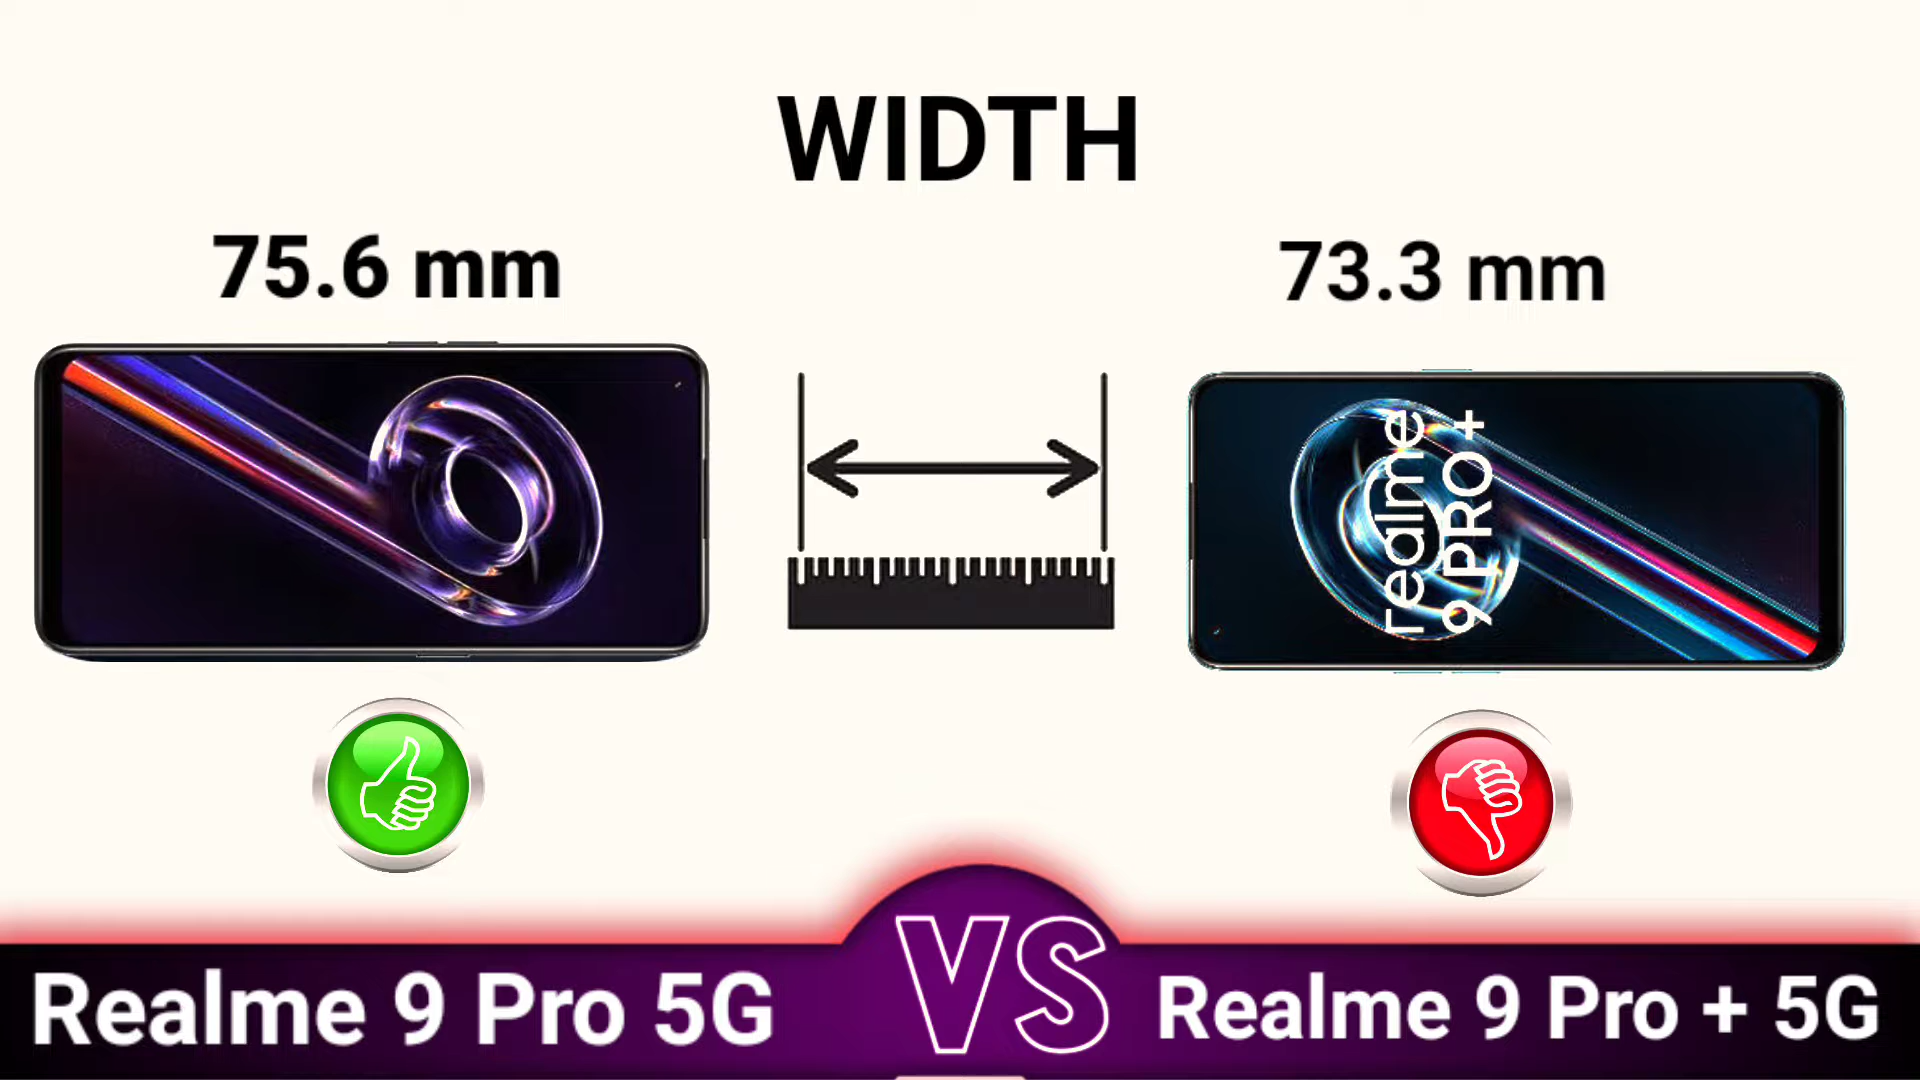 WIDTH
75.6 mm
73.3 mm
realme
9 PRO+
Realme 9 Pro 5G
VS
Realme 9 Pro + 5G